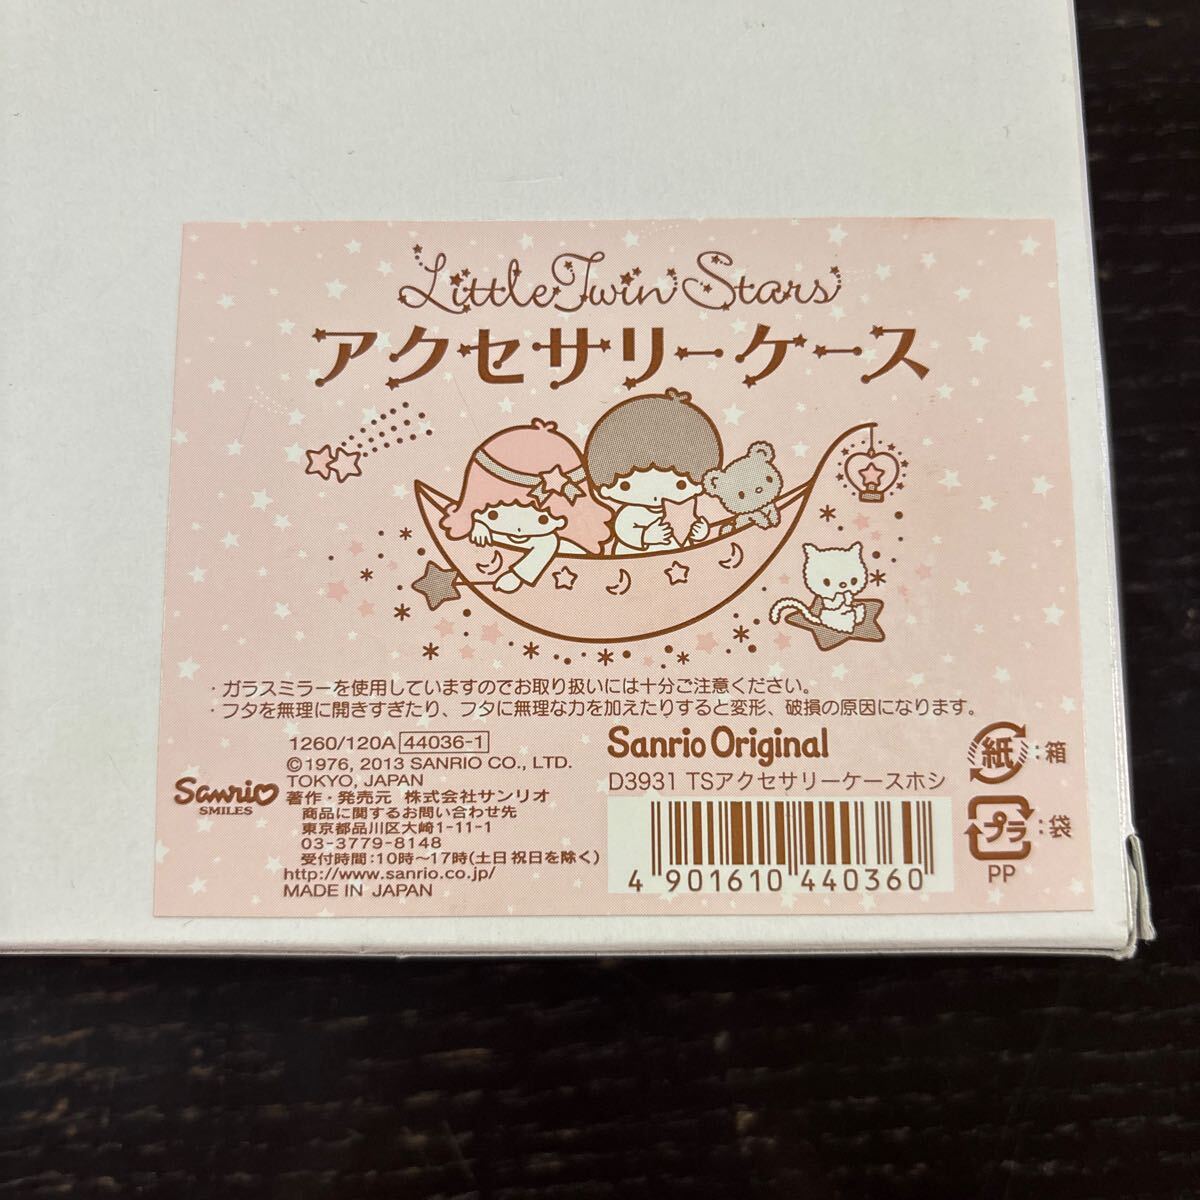 Little Twin Stars
アクセサリーケース
・ガラスミラーを使用していますのでお取り扱いには十分ご注意ください。
・フタを無理に開きすぎたり、フタに無理な力を加えたりすると変形、破損の原因になります。
1260/120A 44036-1
©1976, 2013 SANRIO CO., LTD.
TOKYO, JAPAN
著作・発売元 株式会社サンリオ
商品に関するお問い合わせ先
東京都品川区大崎1-11-1
03-3779-8148
受付時間:10時~17時(土日祝日を除く)
http://www.sanrio.co.jp/
MADE IN JAPAN
Sanrio
SMILES
Sanrio Original
D3931 TSアクセサリーケースホシ
4 901610 440360
紙:箱
プラ:袋
PP